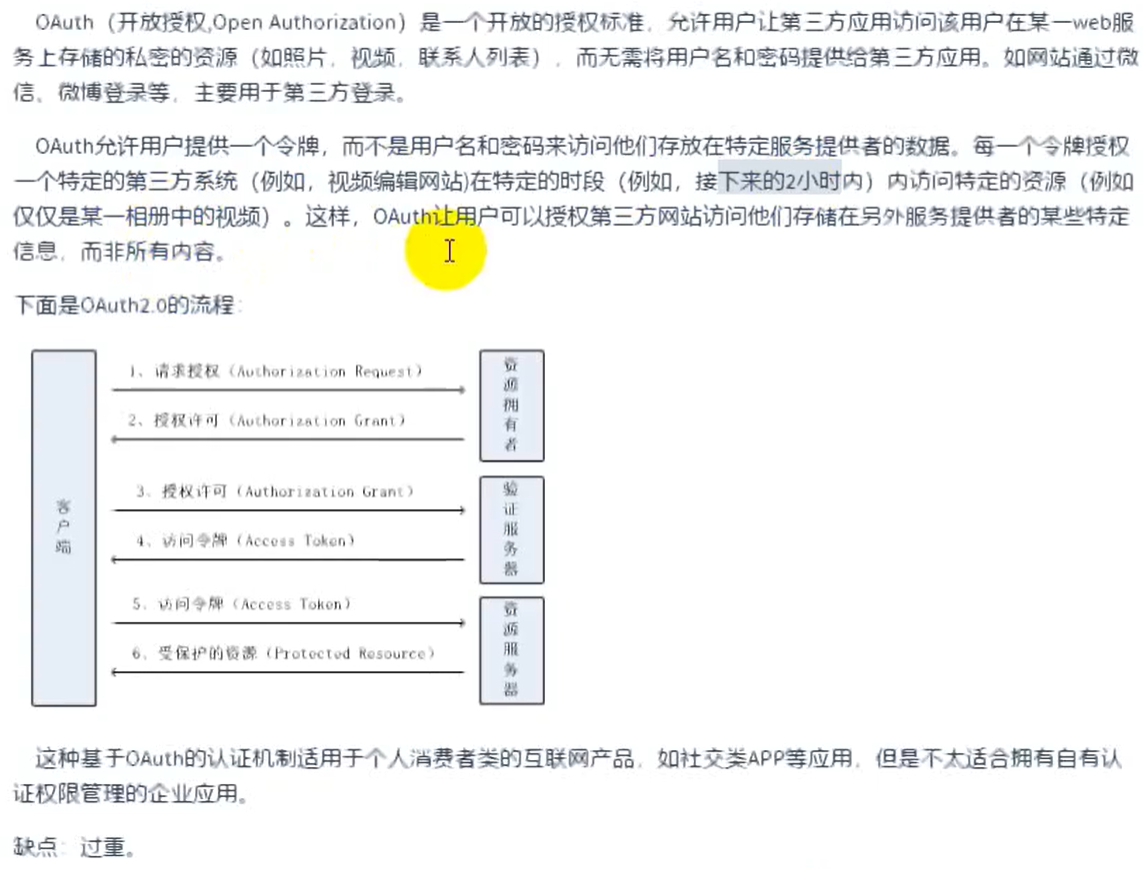 OAuth（开放授权,Open Authorization）是一个开放的授权标准，允许用户让第三方应用访问该用户在某一web服
务上存储的私密的资源（如照片，视频，联系人列表），而无需将用户名和密码提供给第三方应用。如网站通过微
信、微博登录等，主要用于第三方登录。
OAuth允许用户提供一个令牌，而不是用户名和密码来访问他们存放在特定服务提供者的数据。每一个令牌授权
一个特定的第三方系统（例如，视频编辑网站)在特定的时段（例如，接下来的2小时内）内访问特定的资源（例如
仅仅是某一相册中的视频）。这样，OAuth让用户可以授权第三方网站访问他们存储在另外服务提供者的某些特定
信息，而非所有内容。
下面是OAuth2.0的流程：
1、请求授权（Authorization Request）
2、授权许可（Authorization Grant）
资源拥有者
3、授权许可（Authorization Grant）
4、访问令牌（Access Token）
验证服务器
客户端
5、访问令牌（Access Token）
6、受保护的资源（Protected Resource）
资源服务器
这种基于OAuth的认证机制适用于个人消费者类的互联网产品，如社交类APP等应用，但是不太适合拥有自有认
证权限管理的企业应用。
缺点：过重。